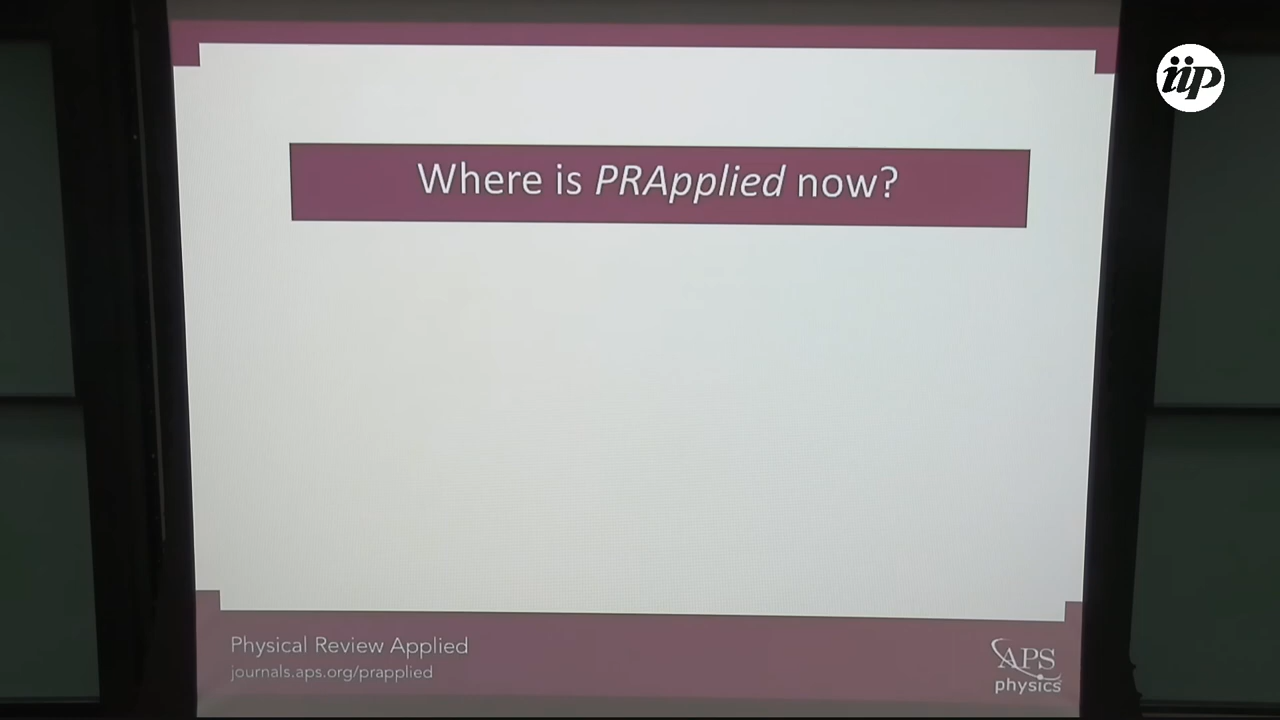 iip
Where is PRApplied now?
Physical Review Applied
journals.aps.org/prapplied
APS
physics